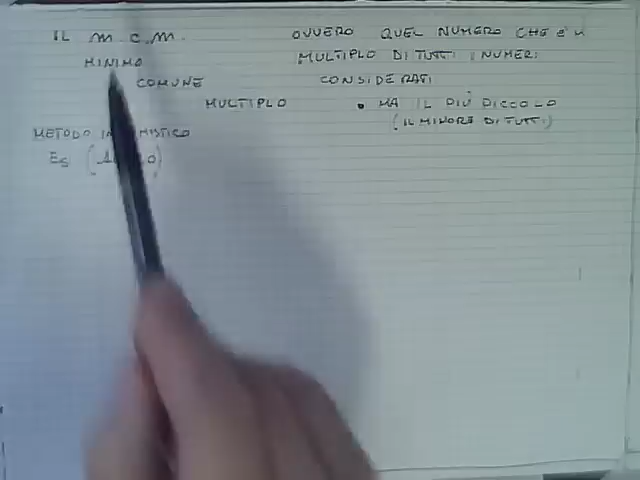 IL m.c.m.
MINIMO
COMUNE
MULTIPLO
OVVERO QUEL NUMERO CHE È
MULTIPLO DI TUTTI I NUMERI
CONSIDERATI
• MA IL PIÙ PICCOLO
(IL MINORE DI TUTTI)
METODO
ES